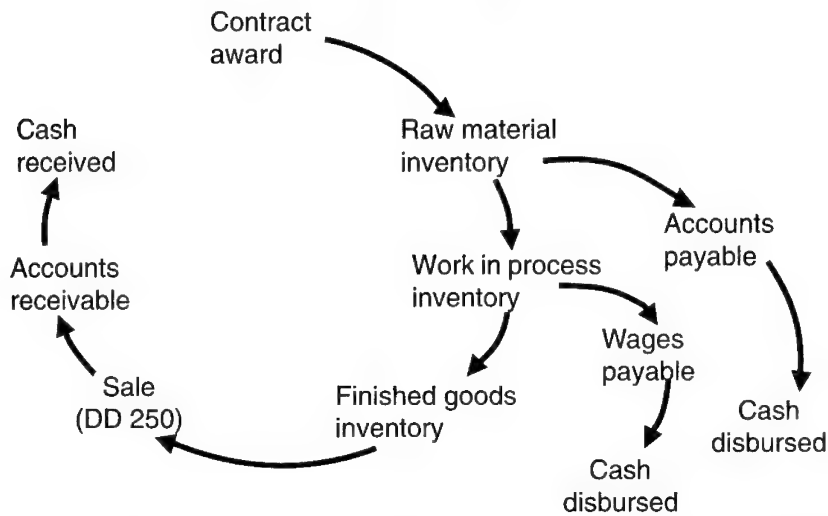 Contract
award
Raw material
inventory
Accounts
payable
Cash
disbursed
Work in process
inventory
Wages
payable
Cash
disbursed
Finished goods
inventory
Sale
(DD 250)
Accounts
receivable
Cash
received